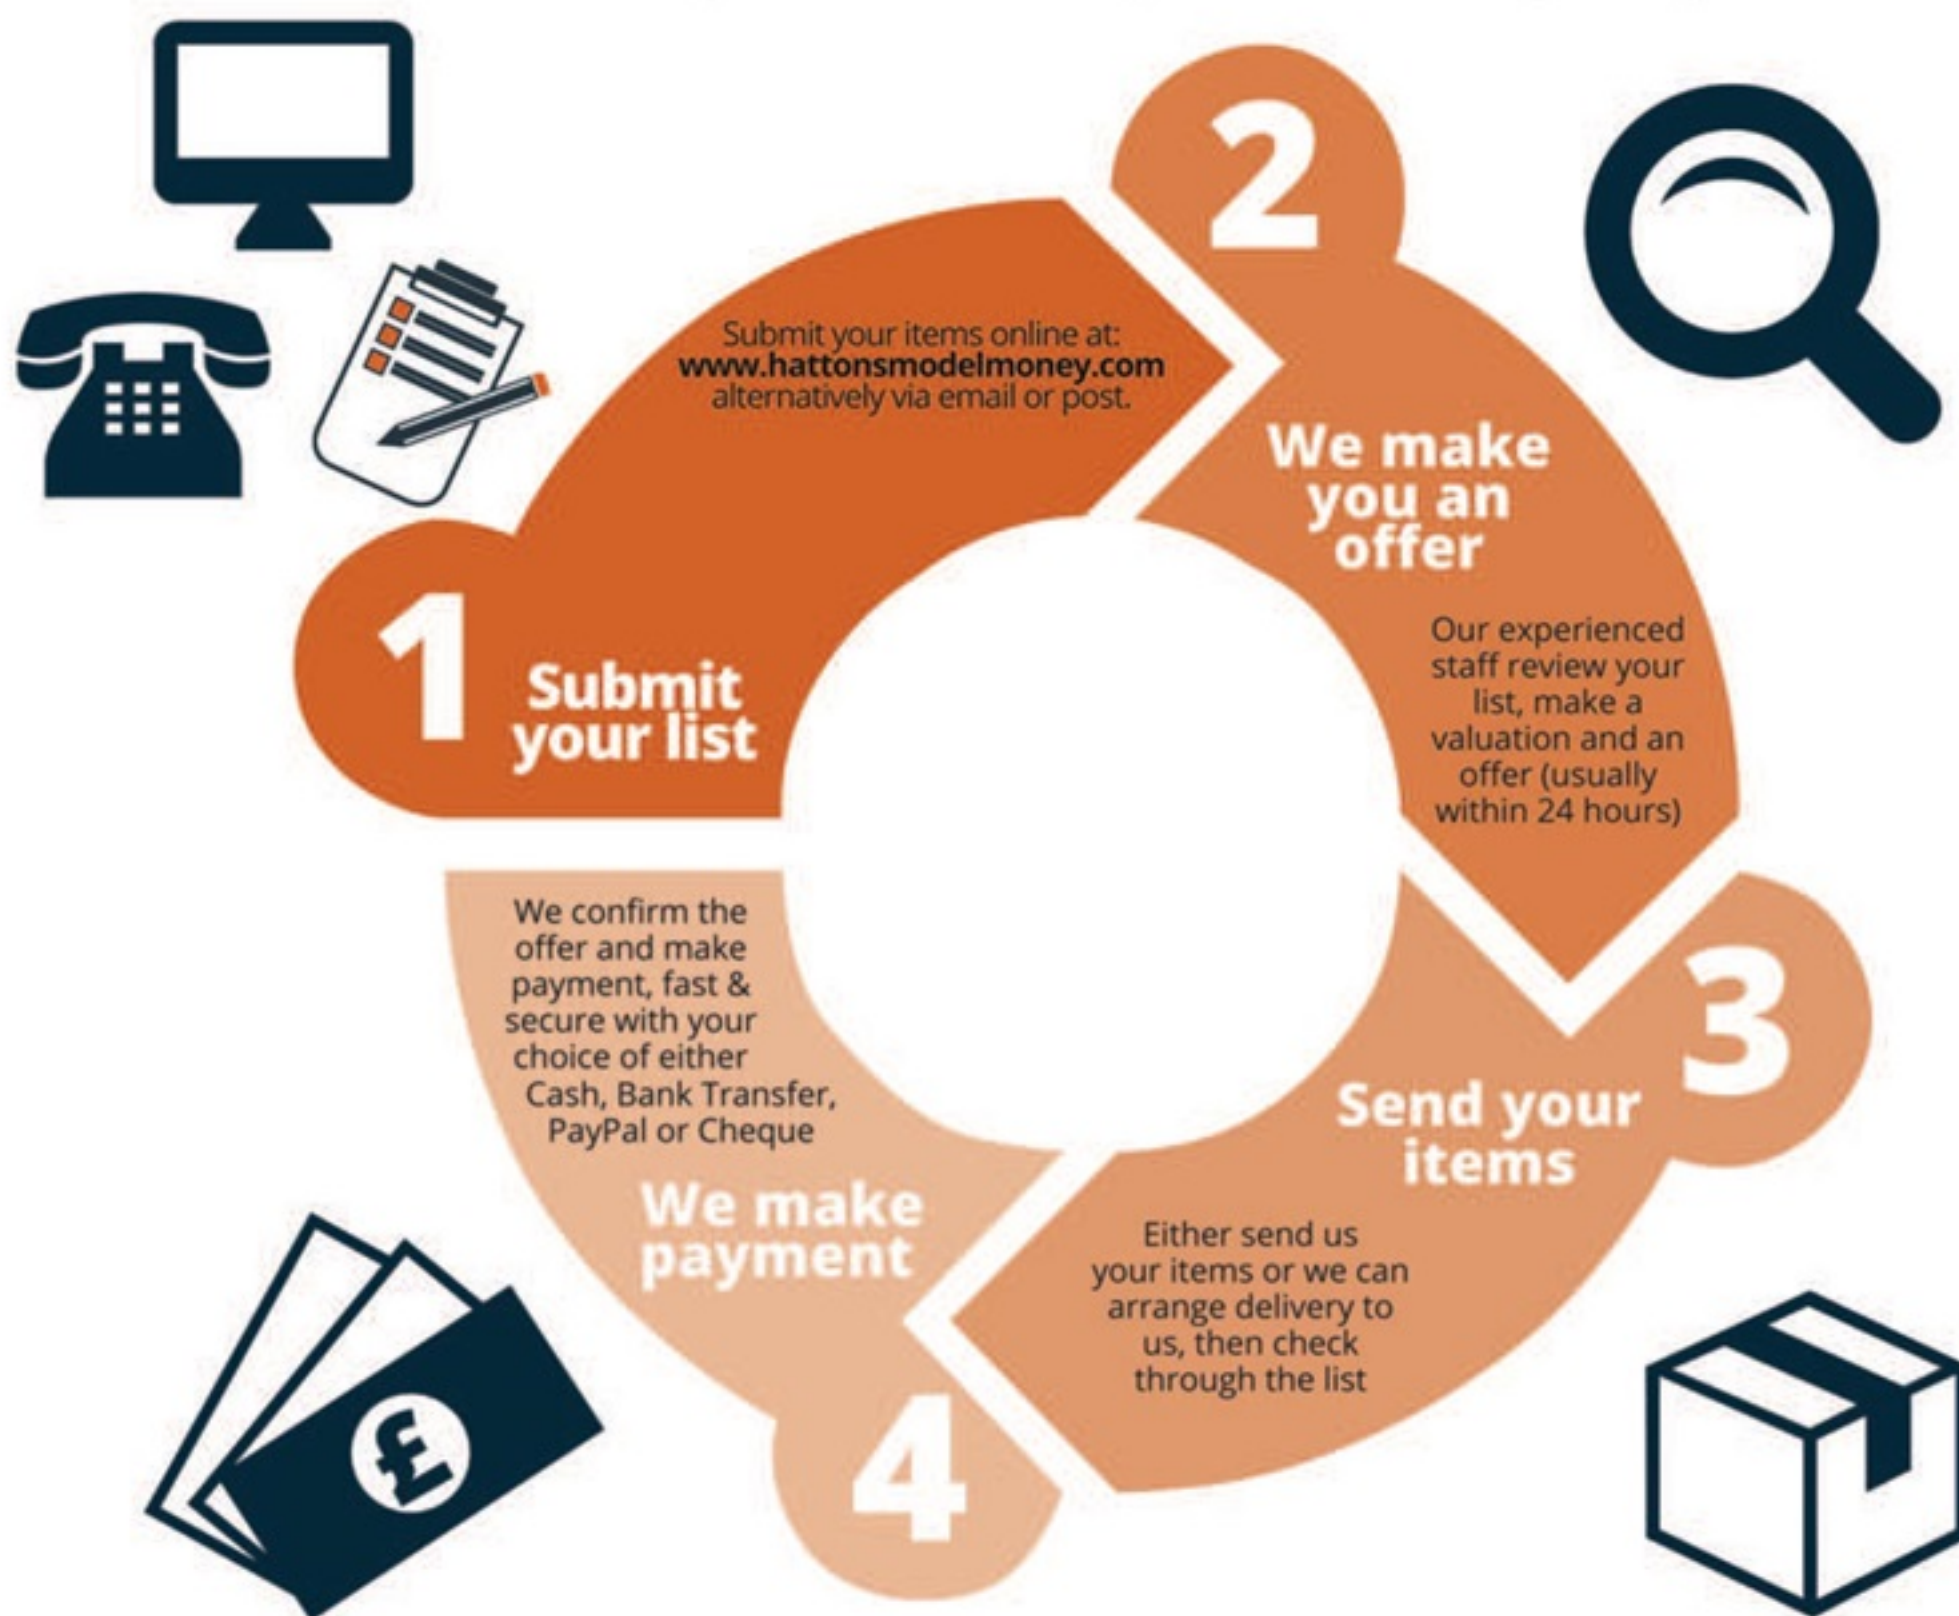 1
Submit
your list
Submit your items online at:
www.hattonsmodelmoney.com
alternatively via email or post.
2
We make
you an
offer
Our experienced
staff review your
list, make a
valuation and an
offer (usually
within 24 hours)
3
Send your
items
Either send us
your items or we can
arrange delivery to
us, then check
through the list
4
We make
payment
We confirm the
offer and make
payment, fast &
secure with your
choice of either
Cash, Bank Transfer,
PayPal or Cheque
£